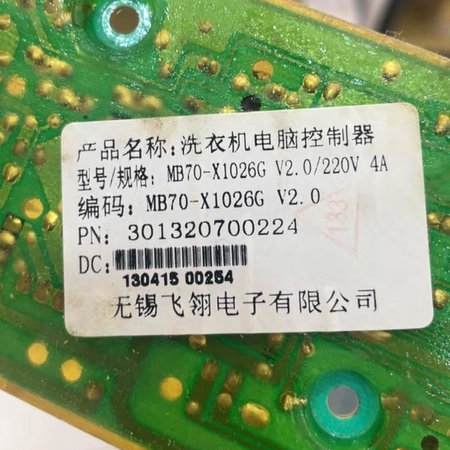 产品名称:洗衣机电脑控制器
型号/规格: MB70-X1026G V2.0/220V 4A
编码: MB70-X1026G V2.0
PN: 301320700224
DC:
130415 00254
无锡飞翎电子有限公司
133